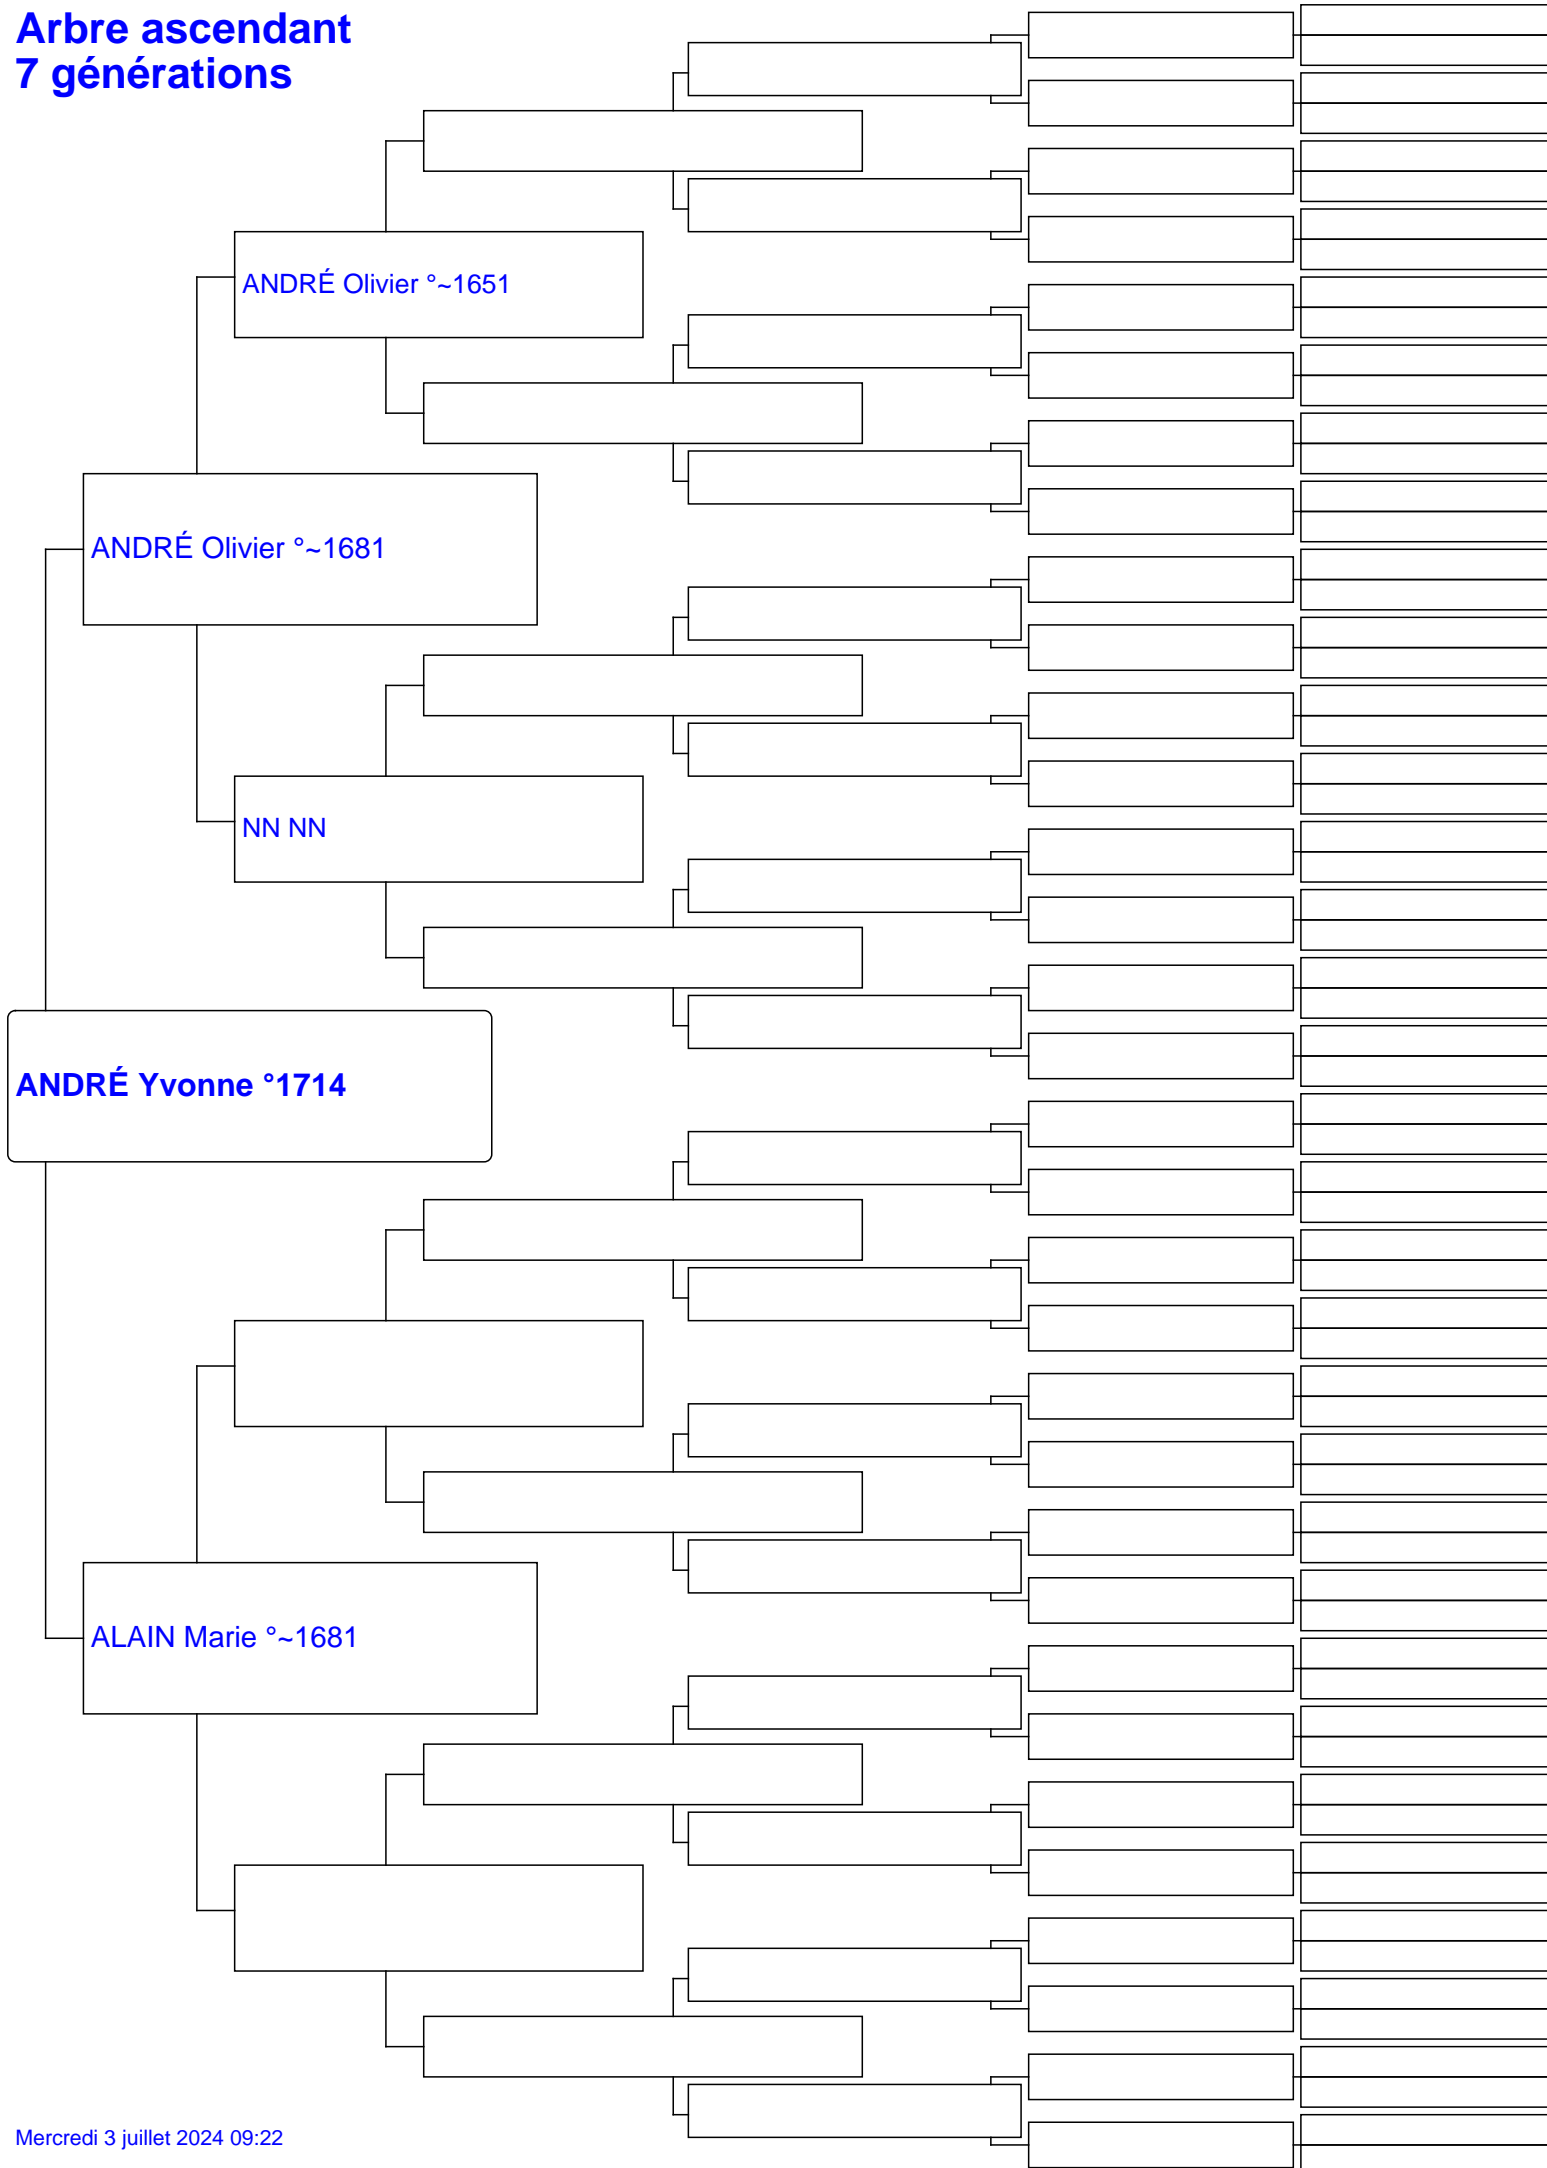 Arbre ascendant
7 générations
ANDRÉ Olivier °~1651
ANDRÉ Olivier °~1681
NN NN
ANDRÉ Yvonne °1714
ALAIN Marie °~1681
Mercredi 3 juillet 2024 09:22